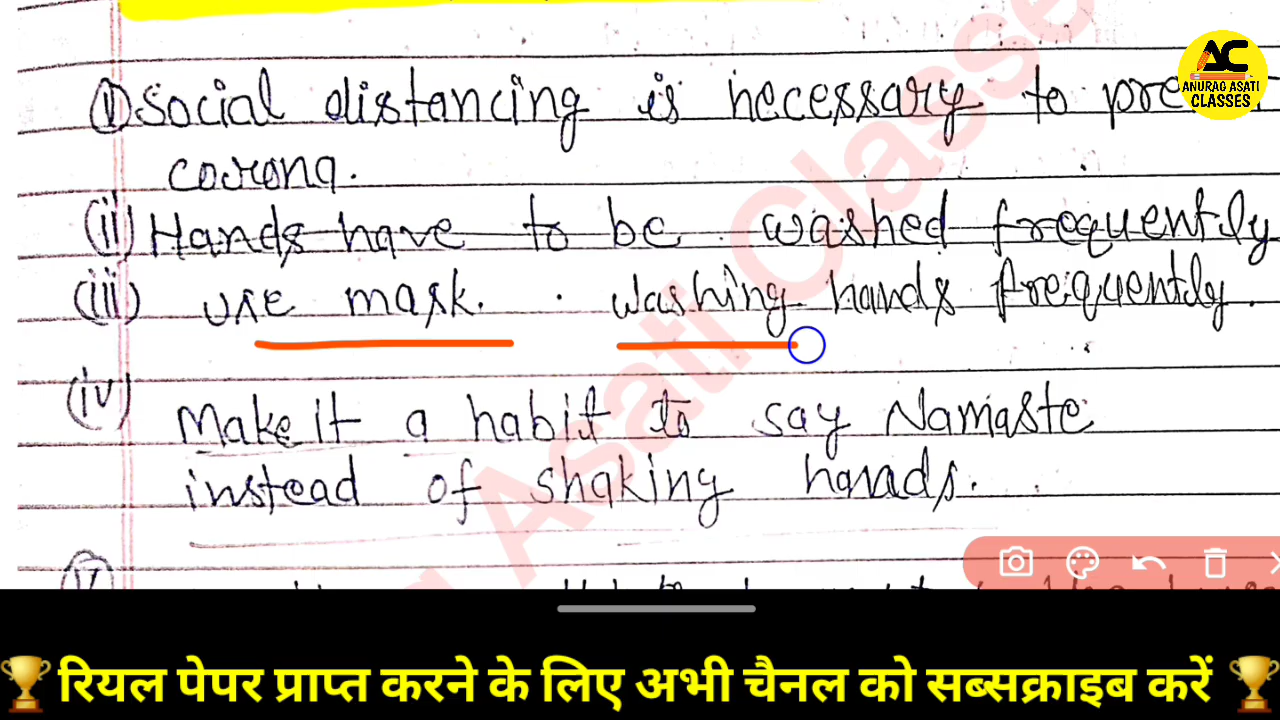 (i) Social distancing is necessary to pre
corona.
(ii) Hands have to be washed frequently
(iii) use mask. washing hands frequently.
(iv) Make it a habit to say Namaste
instead of shaking hands.
(v)
AC
ANURAG ASATI
CLASSES
Asati Classes
🏆 रियल पेपर प्राप्त करने के लिए अभी चैनल को सब्सक्राइब करें 🏆